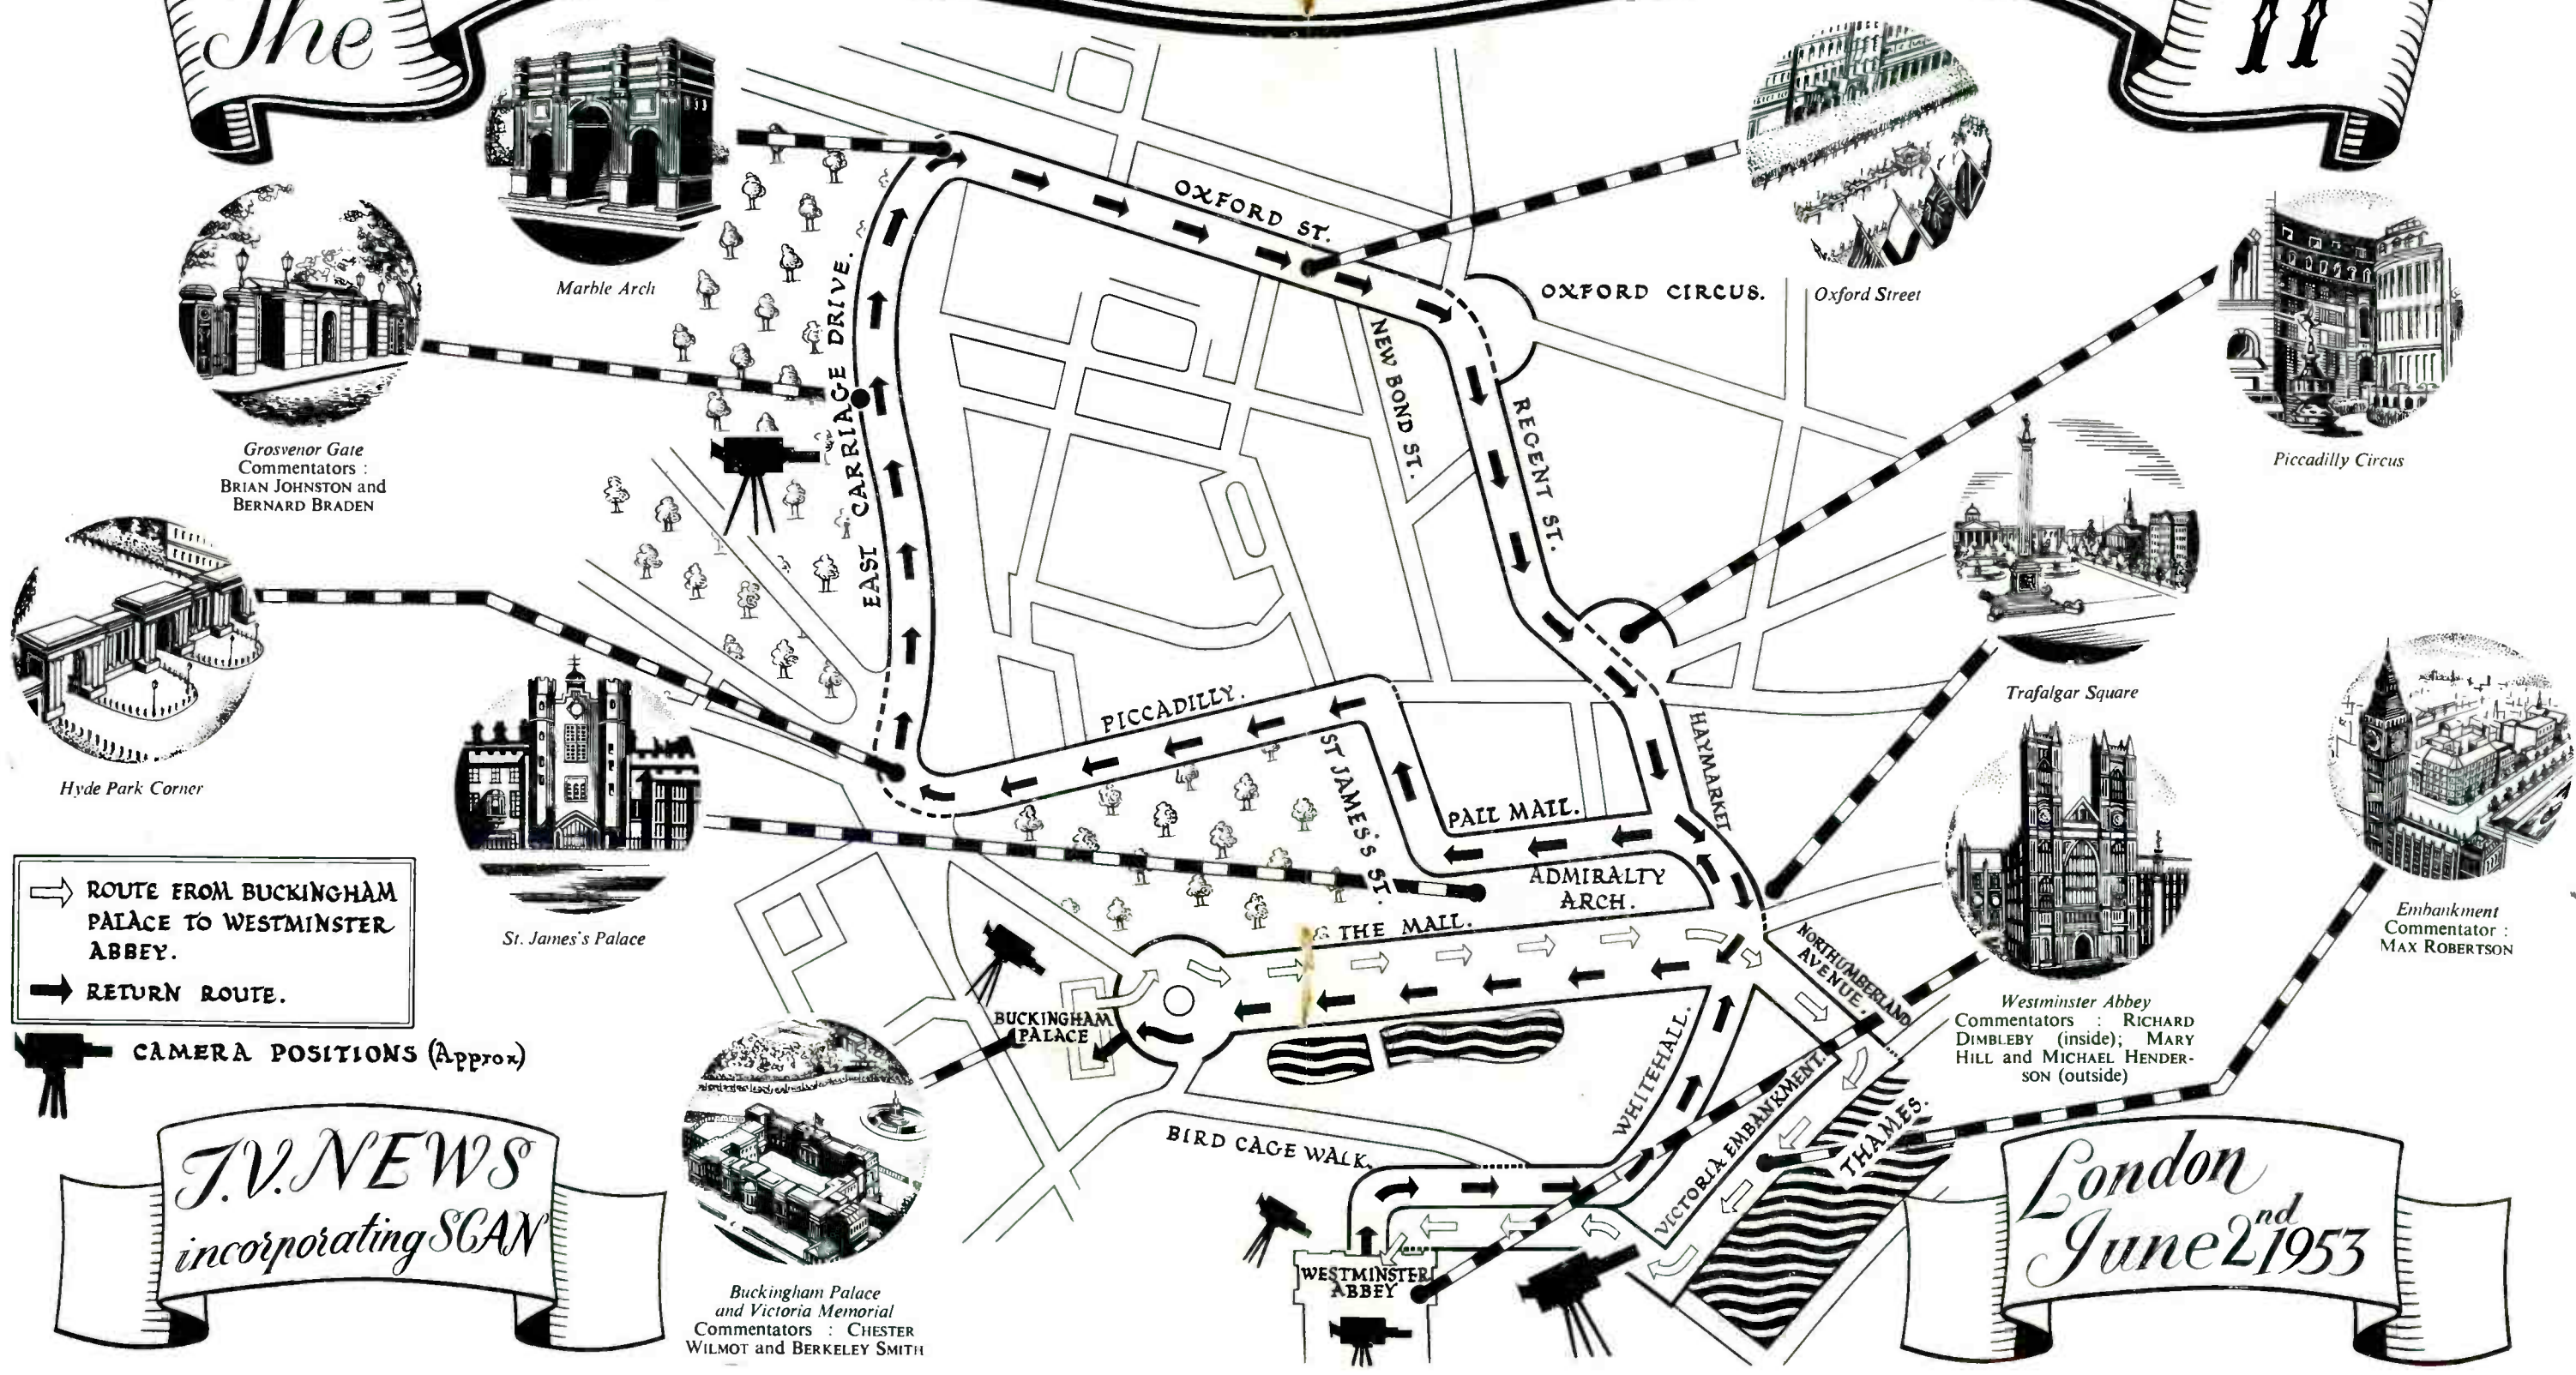 The
II
Marble Arch
Oxford Street
Grosvenor Gate
Commentators :
BRIAN JOHNSTON and
BERNARD BRADEN
Piccadilly Circus
Hyde Park Corner
Trafalgar Square
St. James's Palace
Embankment
Commentator :
MAX ROBERTSON
Westminster Abbey
Commentators : RICHARD
DIMBLEBY (inside); MARY
HILL and MICHAEL HENDER-
SON (outside)
Buckingham Palace
and Victoria Memorial
Commentators : CHESTER
WILMOT and BERKELEY SMITH
OXFORD ST.
OXFORD CIRCUS.
EAST CARRIAGE DRIVE.
NEW BOND ST.
REGENT ST.
PICCADILLY.
ST JAMES'S ST.
HAYMARKET
PALL MALL.
ADMIRALTY
ARCH.
THE MALL.
NORTHUMBERLAND
AVENUE.
BUCKINGHAM
PALACE
WHITEHALL.
VICTORIA EMBANKMENT.
THAMES.
BIRD CAGE WALK.
WESTMINSTER
ABBEY
ROUTE FROM BUCKINGHAM
PALACE TO WESTMINSTER
ABBEY.
RETURN ROUTE.
CAMERA POSITIONS (Approx)
T.V. NEWS
incorporating SCAN
London
June 2nd 1953